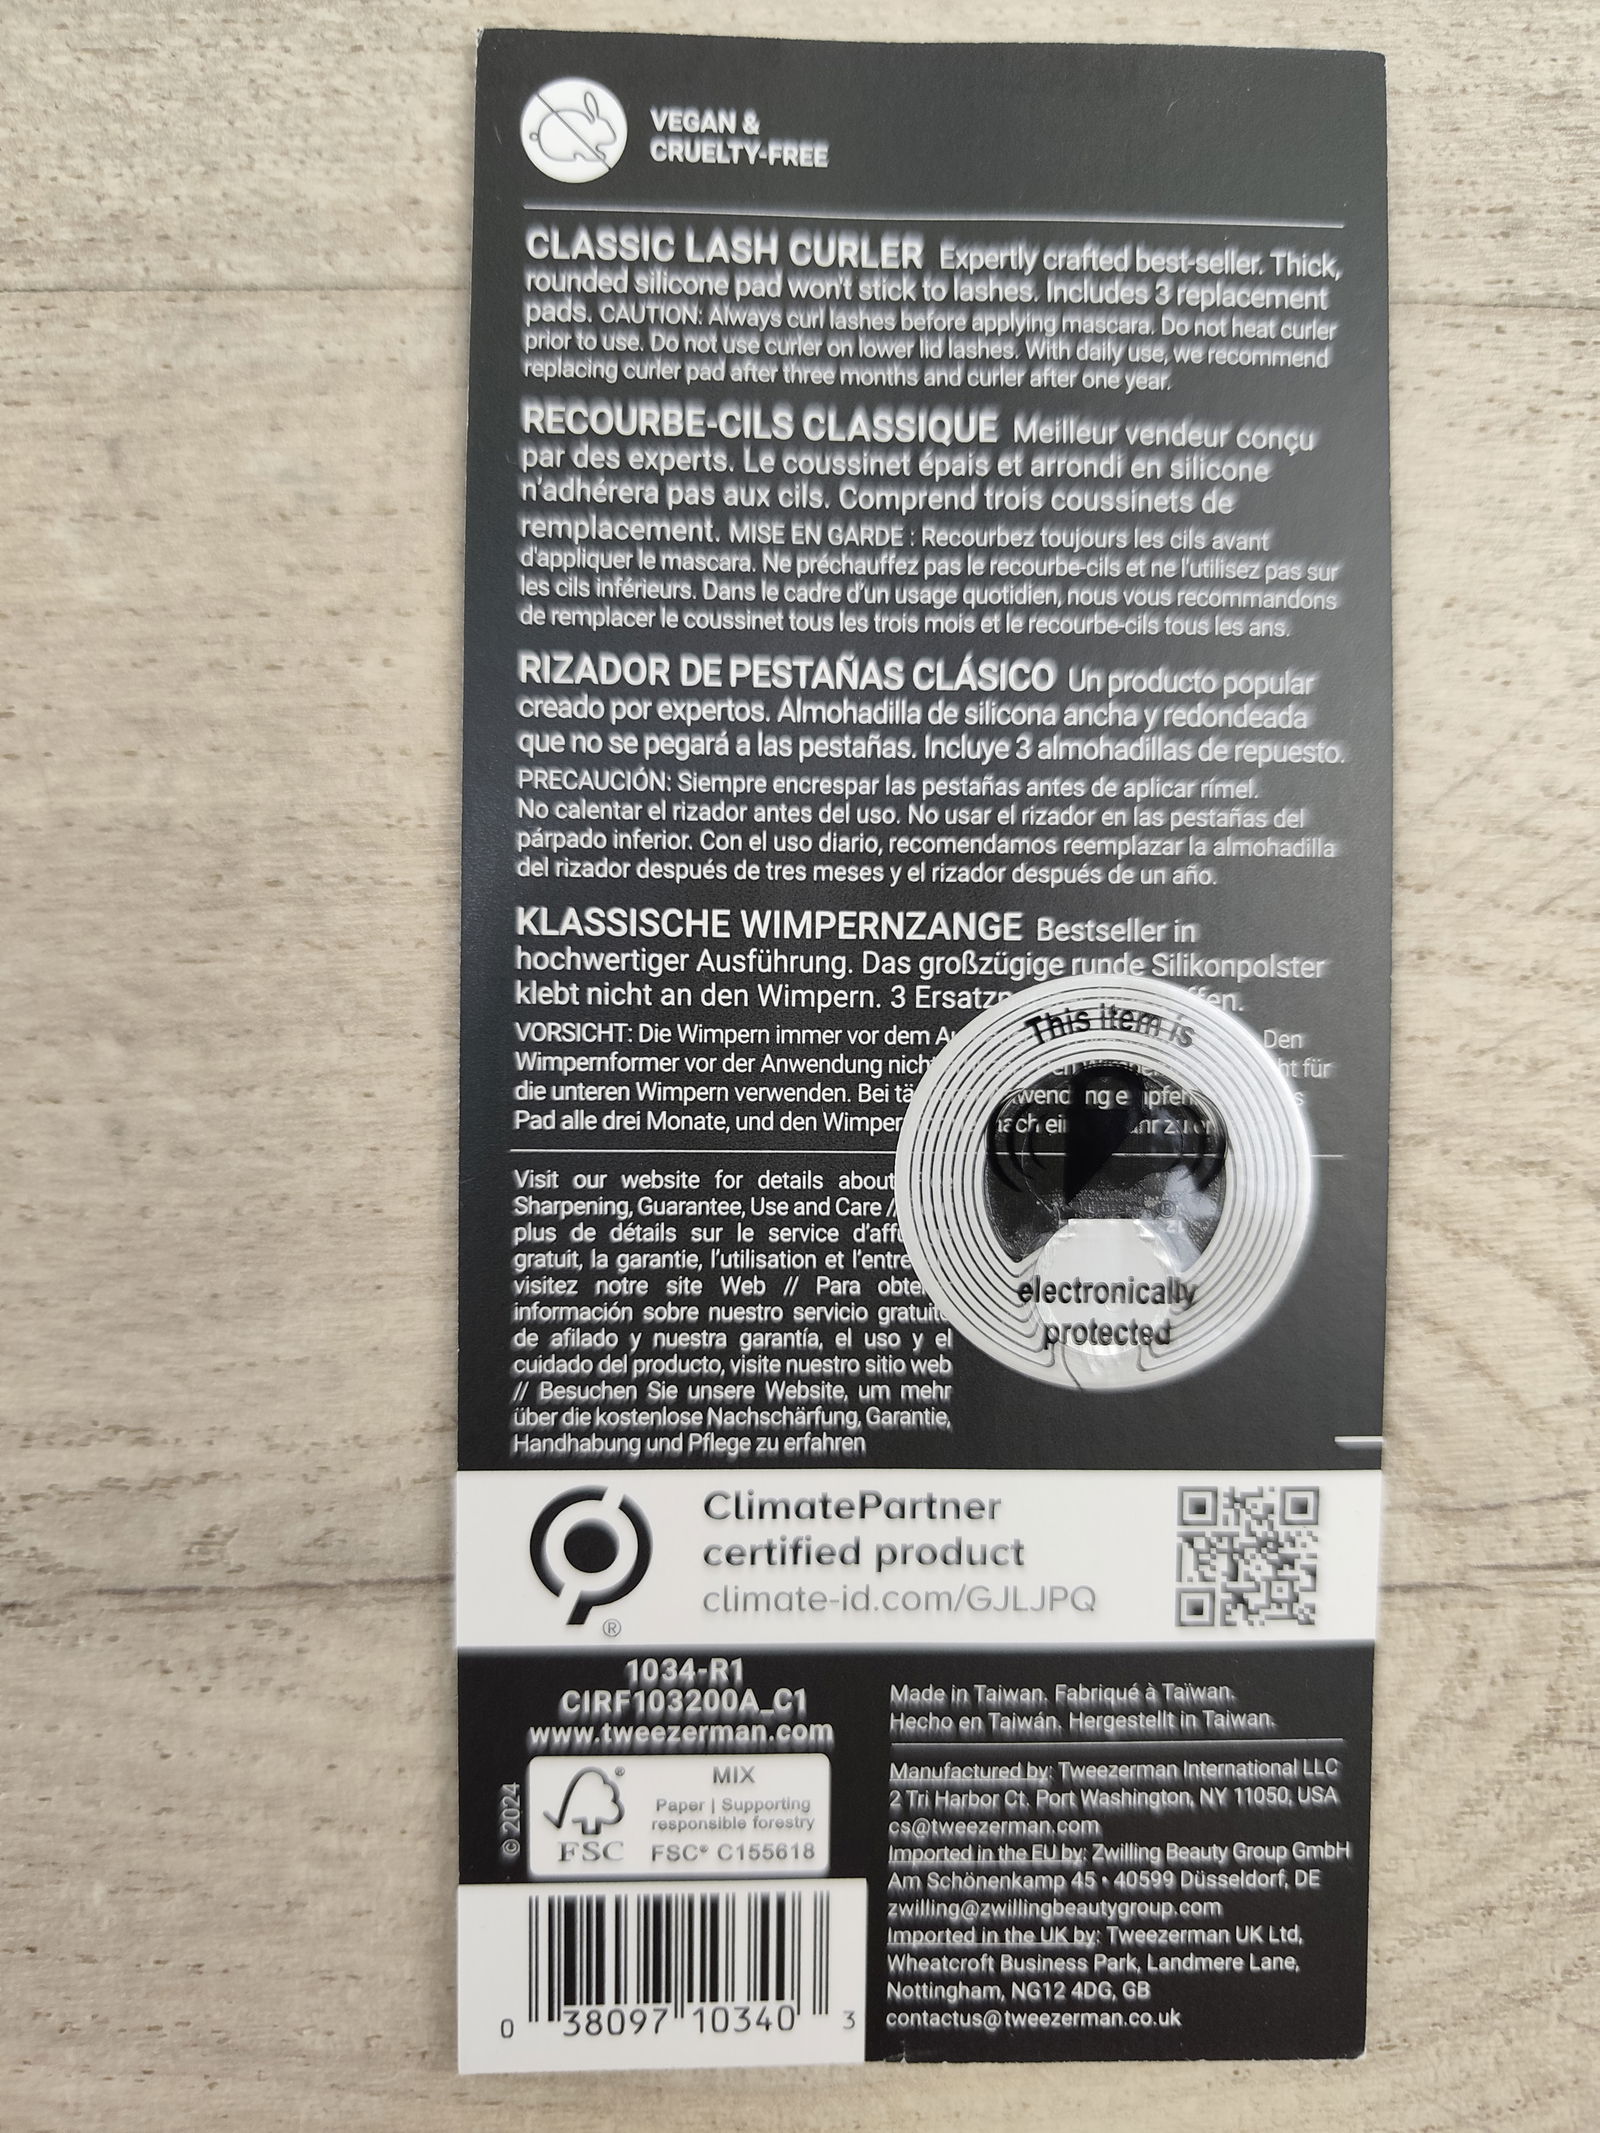 VEGAN &
CRUELTY-FREE
CLASSIC LASH CURLER Expertly crafted best-seller. Thick,
rounded silicone pad won't stick to lashes. Includes 3 replacement
pads. CAUTION: Always curl lashes before applying mascara. Do not heat curler
prior to use. Do not use curler on lower lid lashes. With daily use, we recommend
replacing curler pad after three months and curler after one year.
RECOURBE-CILS CLASSIQUE Meilleur vendeur conçu
par des experts. Le coussinet épais et arrondi en silicone
n'adhérera pas aux cils. Comprend trois coussinets de
remplacement. MISE EN GARDE : Recourbez toujours les cils avant
d'appliquer le mascara. Ne préchauffez pas le recourbe-cils et ne l'utilisez pas sur
les cils inférieurs. Dans le cadre d'un usage quotidien, nous vous recommandons
de remplacer le coussinet tous les trois mois et le recourbe-cils tous les ans.
RIZADOR DE PESTAÑAS CLÁSICO Un producto popular
creado por expertos. Almohadilla de silicona ancha y redondeada
que no se pegará a las pestañas. Incluye 3 almohadillas de repuesto.
PRECAUCIÓN: Siempre encrespar las pestañas antes de aplicar rímel.
No calentar el rizador antes del uso. No usar el rizador en las pestañas del
párpado inferior. Con el uso diario, recomendamos reemplazar la almohadilla
del rizador después de tres meses y el rizador después de un año.
KLASSISCHE WIMPERNZANGE Bestseller in
hochwertiger Ausführung. Das großzügige runde Silikonpolster
klebt nicht an den Wimpern. 3
VORSICHT: Die Wimpern immer vor dem Den
Wimpernformer vor der Anwendung für
die unteren Wimpern verwenden. Bei
Pad alle drei Monate, und den
This item is
electronically
protected
Visit our website for details about
Sharpening, Guarantee, Use and Care //
plus de détails sur le service
gratuit, la garantie, l'utilisation et
visitez notre site Web // Para
información sobre nuestro servicio gratuito
de afilado y nuestra garantía, el uso y el
cuidado del producto, visite nuestro sitio web
// Besuchen Sie unsere Website, um mehr
über die kostenlose Nachschärfung, Garantie,
Handhabung und Pflege zu erfahren
ClimatePartner
certified product
climate-id.com/GJLJPQ
®
1034-R1
CIRF103200A_C1
www.tweezerman.com
© 2024
FSC
MIX
Paper | Supporting
responsible forestry
FSC® C155618
0 38097 10340 3
Made in Taiwan. Fabriqué à Taïwan.
Hecho en Taiwán. Hergestellt in Taiwan.
Manufactured by: Tweezerman International LLC
2 Tri Harbor Ct. Port Washington, NY 11050, USA
cs@tweezerman.com
Imported in the EU by: Zwilling Beauty Group GmbH
Am Schönenkamp 45 • 40599 Düsseldorf, DE
zwilling@zwillingbeautygroup.com
Imported in the UK by: Tweezerman UK Ltd,
Wheatcroft Business Park, Landmere Lane,
Nottingham, NG12 4DG, GB
contactus@tweezerman.co.uk